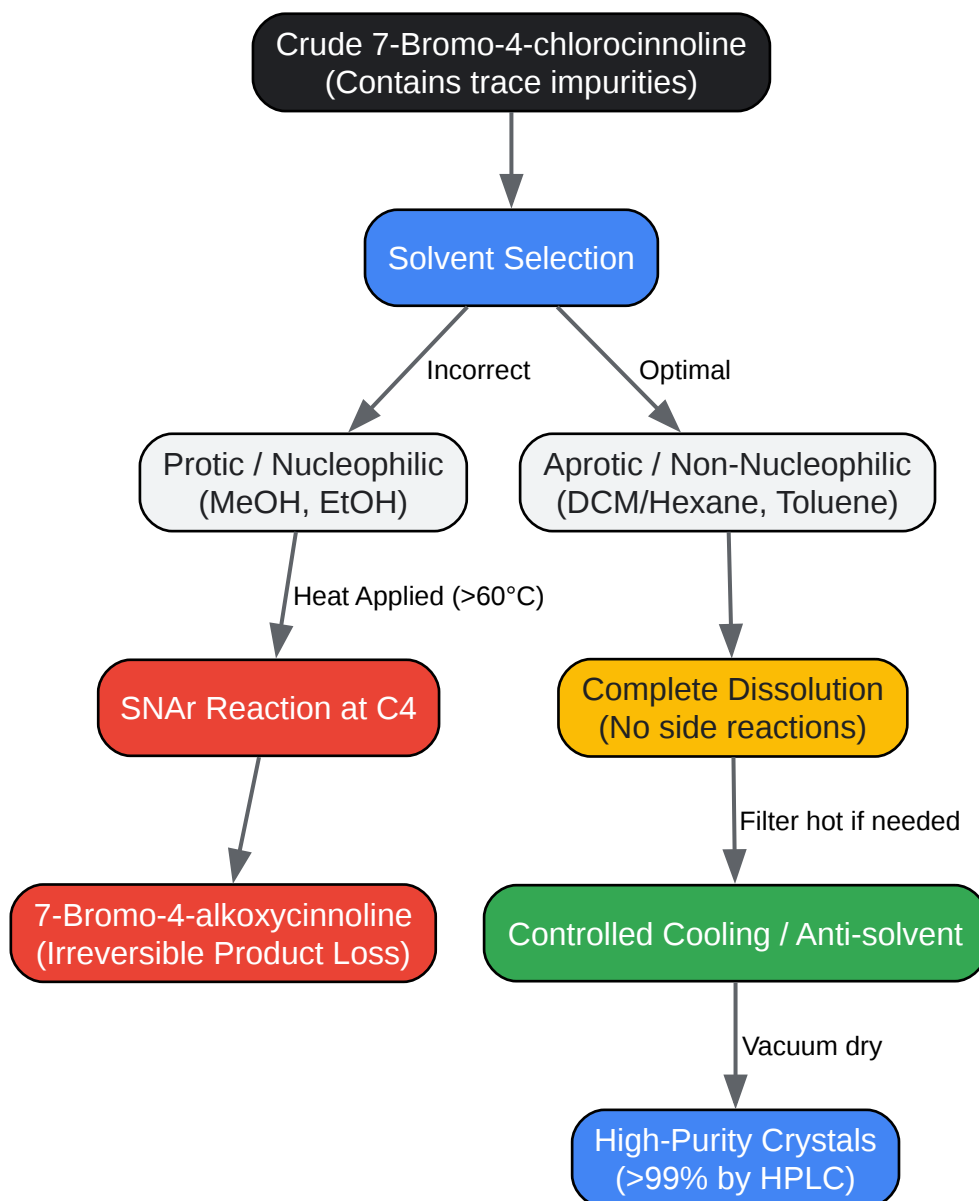 Crude 7-Bromo-4-chlorocinnoline
(Contains trace impurities)
Solvent Selection
Incorrect
Optimal
Protic / Nucleophilic
(MeOH, EtOH)
Aprotic / Non-Nucleophilic
(DCM/Hexane, Toluene)
Heat Applied (>60°C)
SNAr Reaction at C4
Complete Dissolution
(No side reactions)
Filter hot if needed
7-Bromo-4-alkoxycinnoline
(Irreversible Product Loss)
Controlled Cooling / Anti-solvent
Vacuum dry
High-Purity Crystals
(>99% by HPLC)